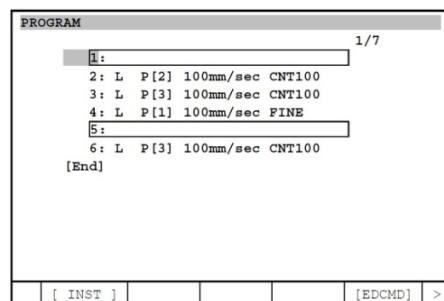 PROGRAM
1/7
1:
2: L P[2] 100mm/sec CNT100
3: L P[3] 100mm/sec CNT100
4: L P[1] 100mm/sec FINE
5:
6: L P[3] 100mm/sec CNT100
[End]
[ INST ] [EDCMD] >